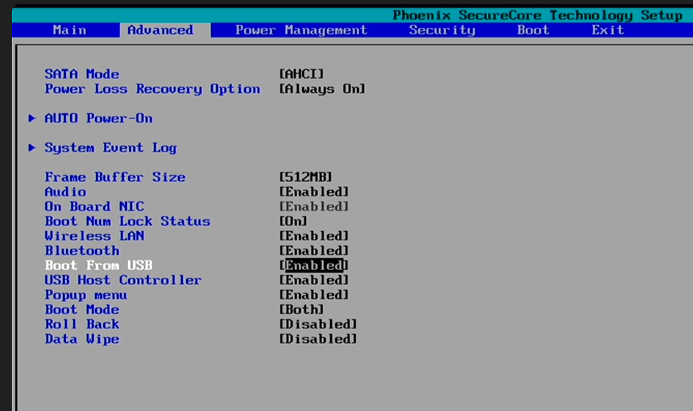 Phoenix SecureCore Technology Setup
Main Advanced Power Management Security Boot Exit
SATA Mode [AHCI]
Power Loss Recovery Option [Always On]
AUTO Power-On
System Event Log
Frame Buffer Size [512MB]
Audio [Enabled]
On Board NIC [Enabled]
Boot Num Lock Status [On]
Wireless LAN [Enabled]
Bluetooth [Enabled]
Boot From USB [Enabled]
USB Host Controller [Enabled]
Popup menu [Enabled]
Boot Mode [Both]
Roll Back [Disabled]
Data Wipe [Disabled]